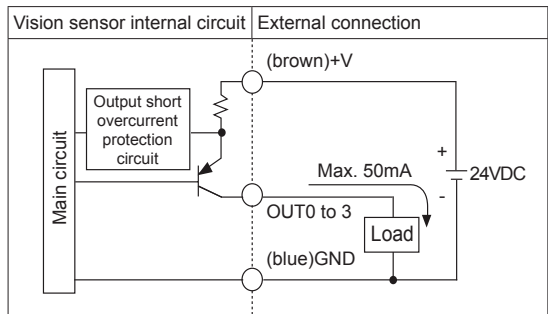 Vision sensor internal circuit
External connection
(brown)+V
Output short
overcurrent
protection
circuit
Main circuit
+
Max. 50mA
24VDC
-
OUT0 to 3
Load
(blue)GND